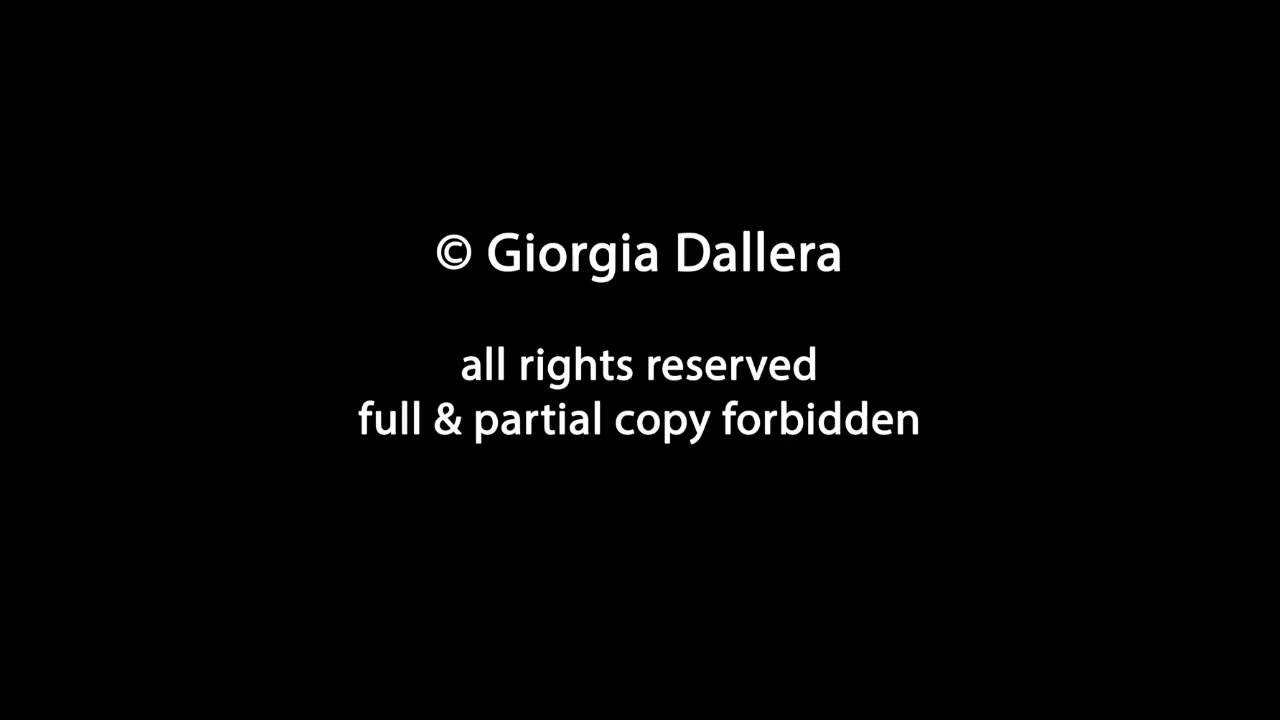 © Giorgia Dallera
all rights reserved
full & partial copy forbidden